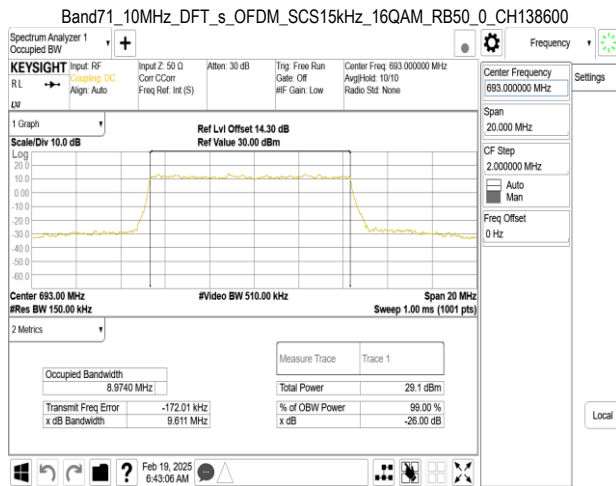 Band71_10MHz_DFT_s_OFDM_SCS15kHz_16QAM_RB50_0_CH138600
Spectrum Analyzer 1
Occupied BW
+
Frequency
KEYSIGHT
RL
Input: RF
Coupling: DC
Align: Auto
Input Z: 50 Ω
Corr CCorr
Freq Ref: Int (S)
Atten: 30 dB
Trig: Free Run
Gate: Off
#IF Gain: Low
Center Freq: 693.000000 MHz
Avg|Hold: 10/10
Radio Std: None
Center Frequency
693.000000 MHz
Settings
Span
20.000 MHz
CF Step
2.000000 MHz
Auto
Man
Freq Offset
0 Hz
1 Graph
Scale/Div 10.0 dB
Ref Lvl Offset 14.30 dB
Ref Value 30.00 dBm
Log
20.0
10.0
0.00
-10.0
-20.0
-30.0
-40.0
-50.0
-60.0
Center 693.00 MHz
#Video BW 510.00 kHz
Span 20 MHz
#Res BW 150.00 kHz
Sweep 1.00 ms (1001 pts)
2 Metrics
Measure Trace Trace 1
Occupied Bandwidth
8.9740 MHz
Total Power 29.1 dBm
Transmit Freq Error -172.01 kHz
% of OBW Power 99.00 %
x dB Bandwidth 9.611 MHz
x dB -26.00 dB
Local
?
Feb 19, 2025
6:43:06 AM